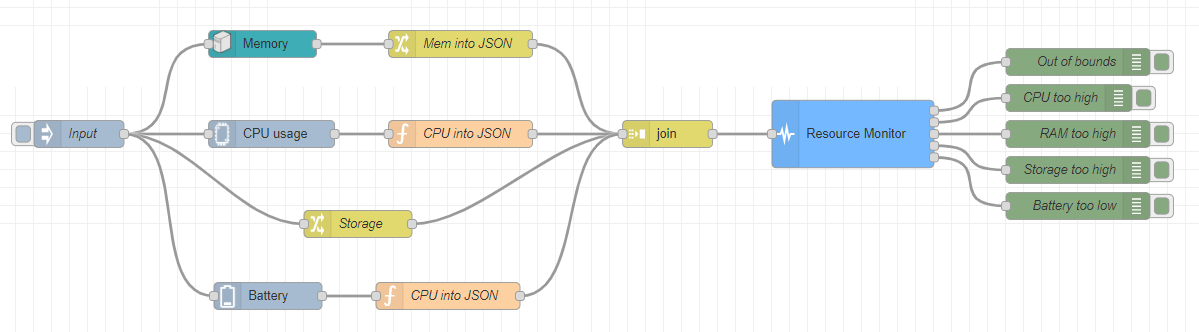 Memory
Mem into JSON
Out of bounds
CPU too high
Input
CPU usage
CPU into JSON
join
Resource Monitor
RAM too high
Storage too high
Storage
Battery too low
Battery
CPU into JSON